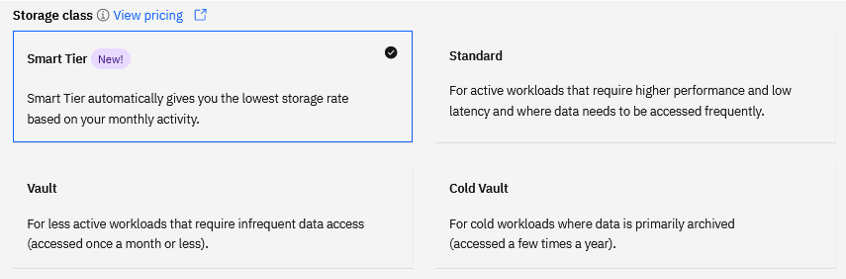 Storage class View pricing
Smart Tier New!
Smart Tier automatically gives you the lowest storage rate
based on your monthly activity.
Standard
For active workloads that require higher performance and low
latency and where data needs to be accessed frequently.
Vault
For less active workloads that require infrequent data access
(accessed once a month or less).
Cold Vault
For cold workloads where data is primarily archived
(accessed a few times a year).